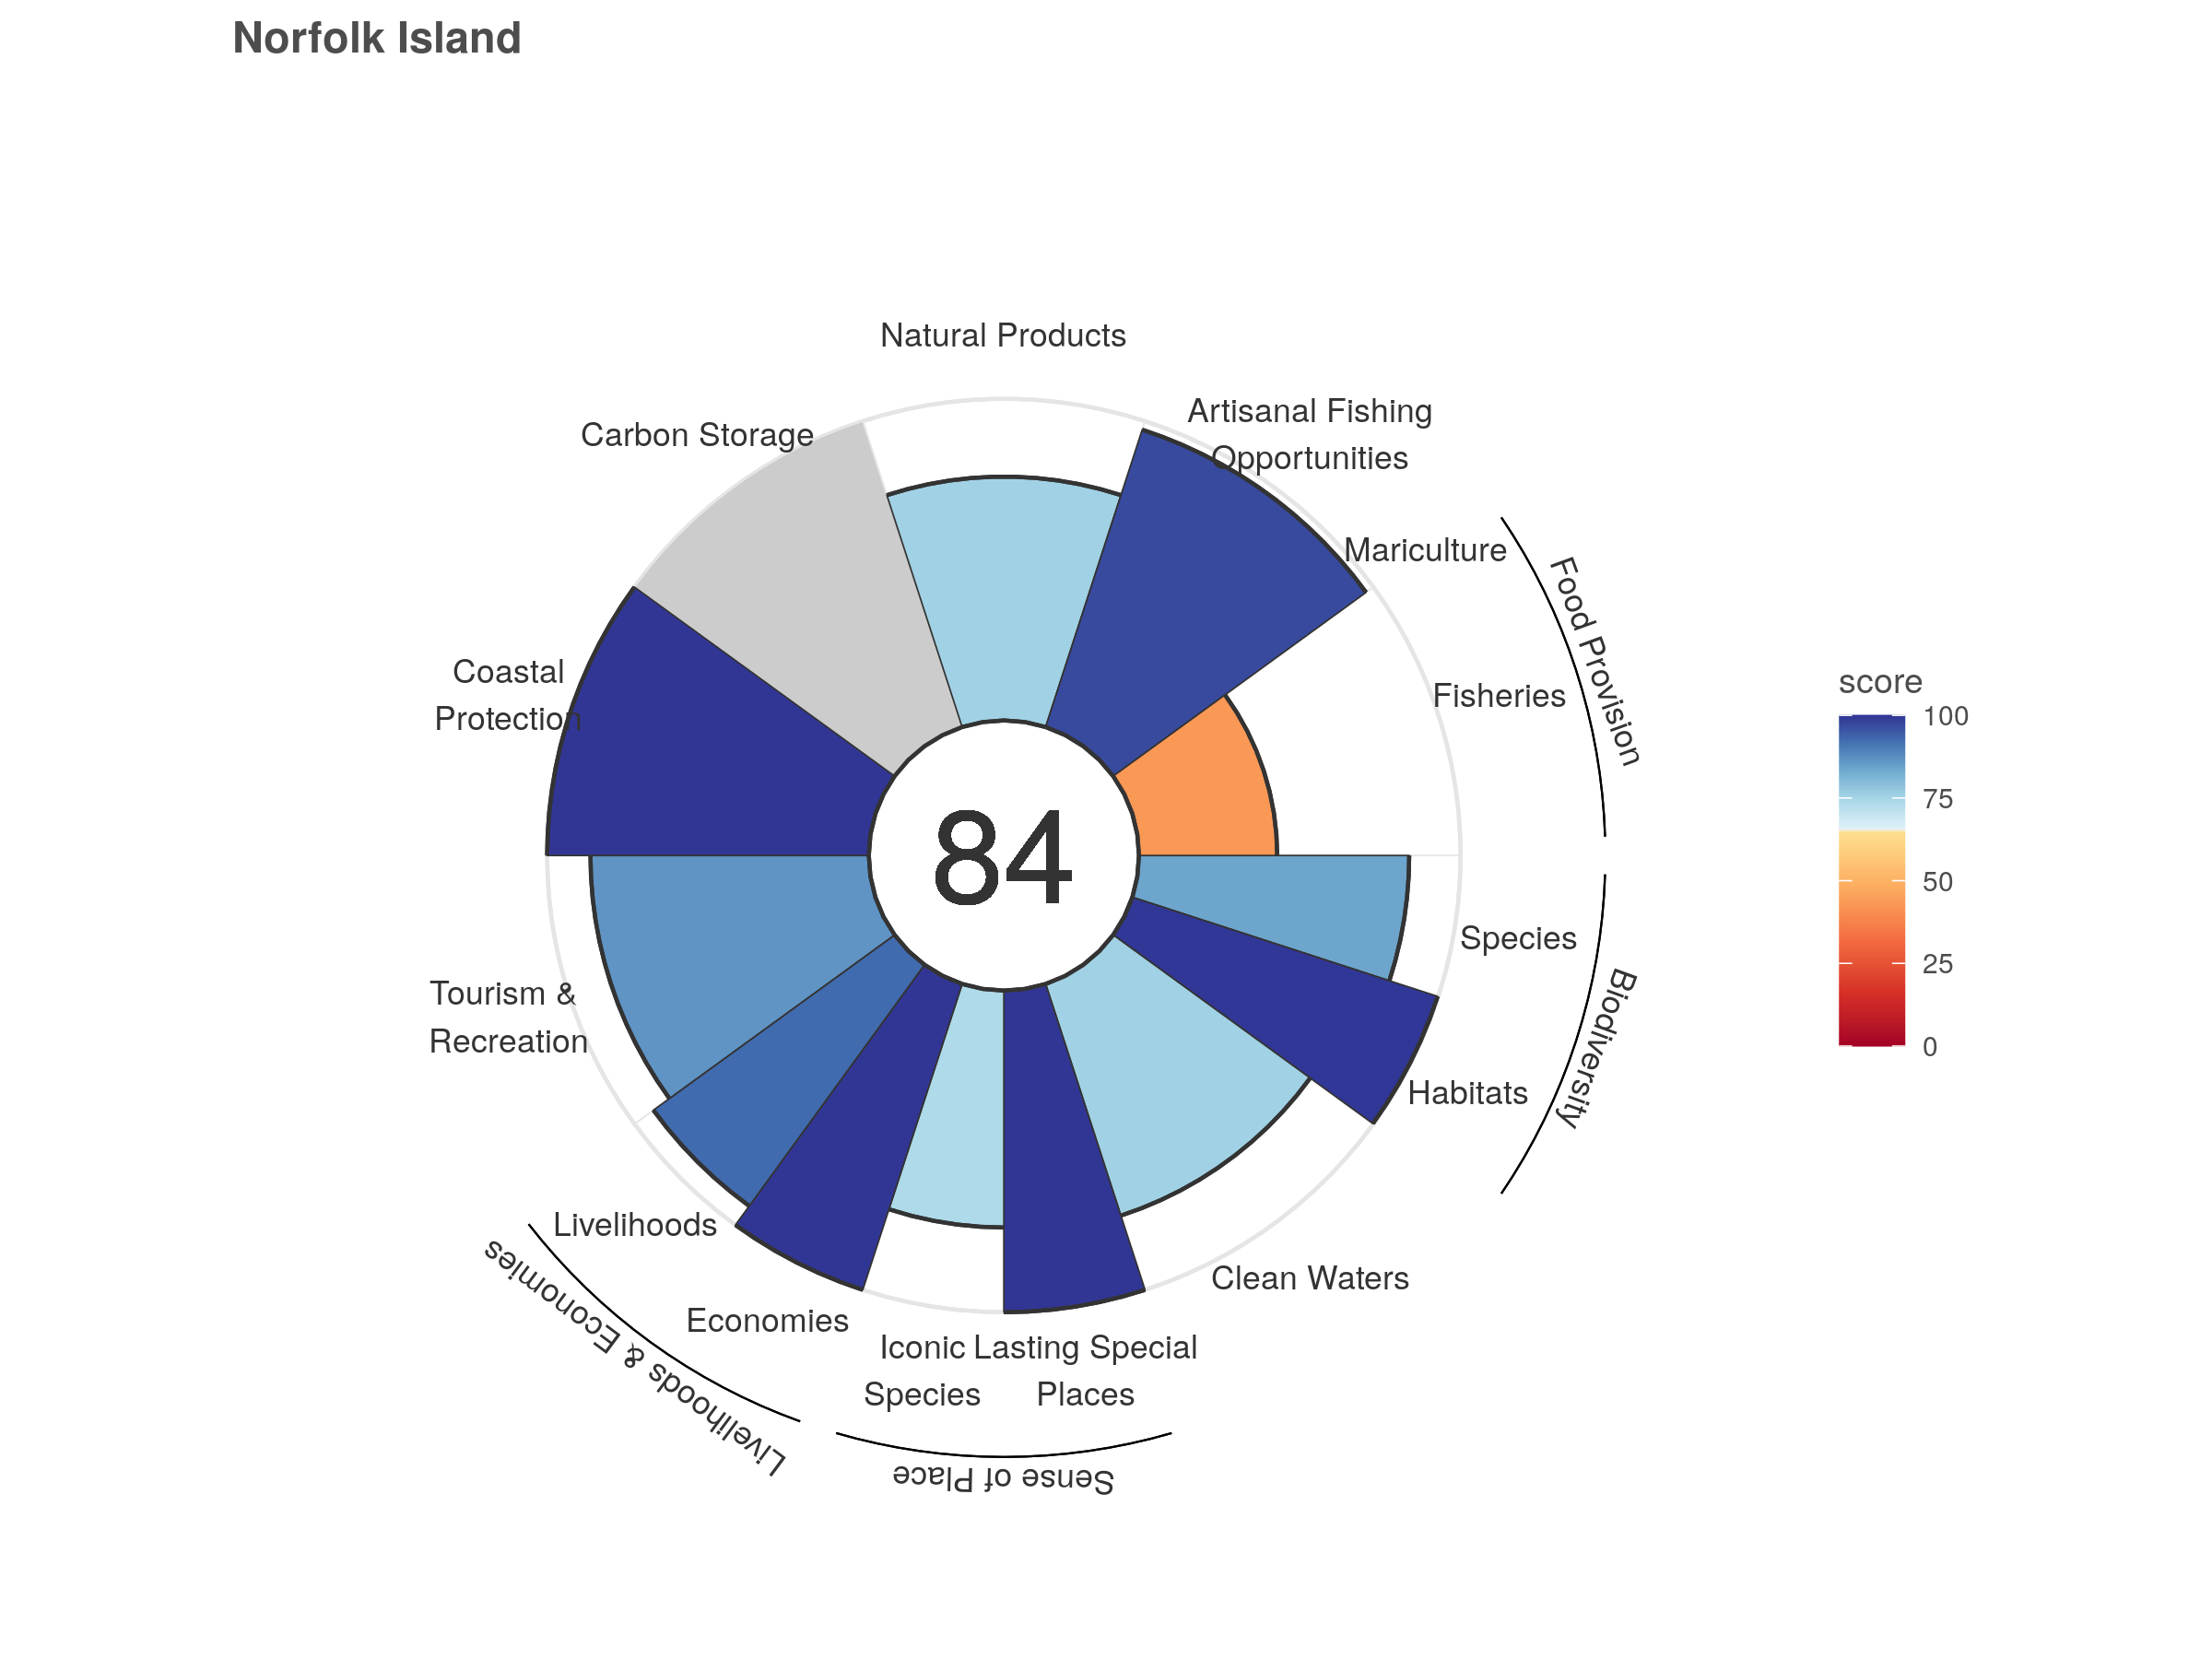 Norfolk Island
Natural Products
Artisanal Fishing
Opportunities
Carbon Storage
Mariculture
Food Provision
Fisheries
Coastal
Protection
score
100
75
50
25
0
84
Species
Biodiversity
Habitats
Tourism &
Recreation
Livelihoods
Livelihoods & Economies
Economies
Clean Waters
Iconic
Species
Lasting Special
Places
Sense of Place